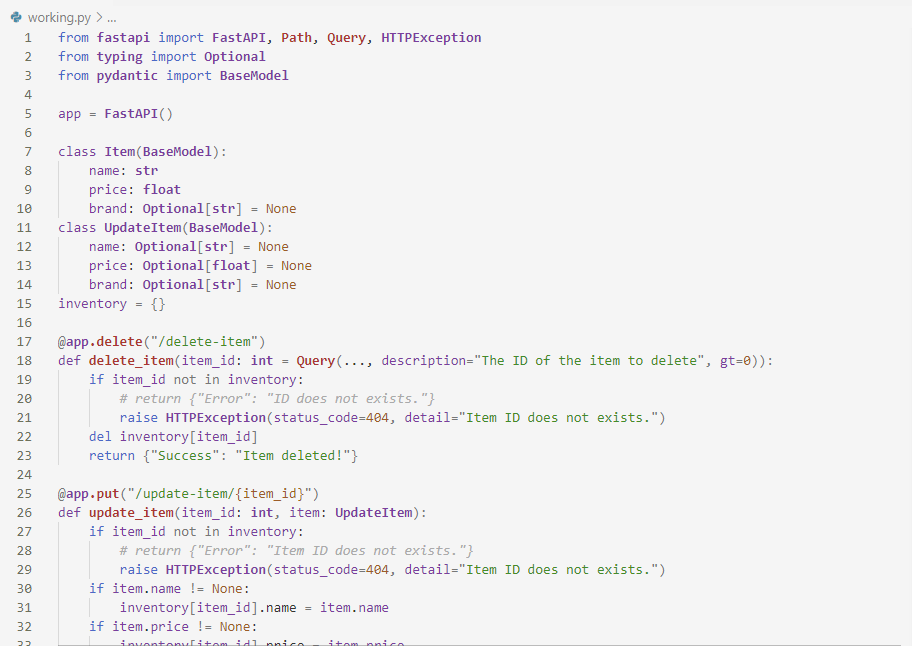 working.py > ...
1 from fastapi import FastAPI, Path, Query, HTTPException
2 from typing import Optional
3 from pydantic import BaseModel
4
5 app = FastAPI()
6
7 class Item(BaseModel):
8     name: str
9     price: float
10     brand: Optional[str] = None
11 class UpdateItem(BaseModel):
12     name: Optional[str] = None
13     price: Optional[float] = None
14     brand: Optional[str] = None
15 inventory = {}
16
17 @app.delete("/delete-item")
18 def delete_item(item_id: int = Query(..., description="The ID of the item to delete", gt=0)):
19     if item_id not in inventory:
20         # return {"Error": "ID does not exists."}
21         raise HTTPException(status_code=404, detail="Item ID does not exists.")
22     del inventory[item_id]
23     return {"Success": "Item deleted!"}
24
25 @app.put("/update-item/{item_id}")
26 def update_item(item_id: int, item: UpdateItem):
27     if item_id not in inventory:
28         # return {"Error": "Item ID does not exists."}
29         raise HTTPException(status_code=404, detail="Item ID does not exists.")
30     if item.name != None:
31         inventory[item_id].name = item.name
32     if item.price != None:
33         inventory[item_id].price = item.price